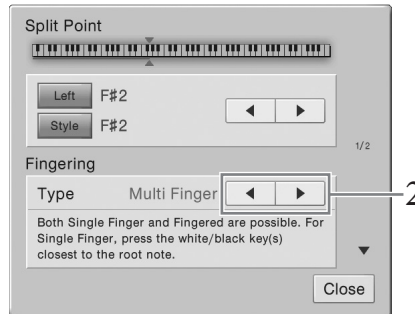 Split Point
Left F#2
Style F#2
1/2
Fingering
Type Multi Finger
2
Both Single Finger and Fingered are possible. For
Single Finger, press the white/black key(s)
closest to the root note.
Close